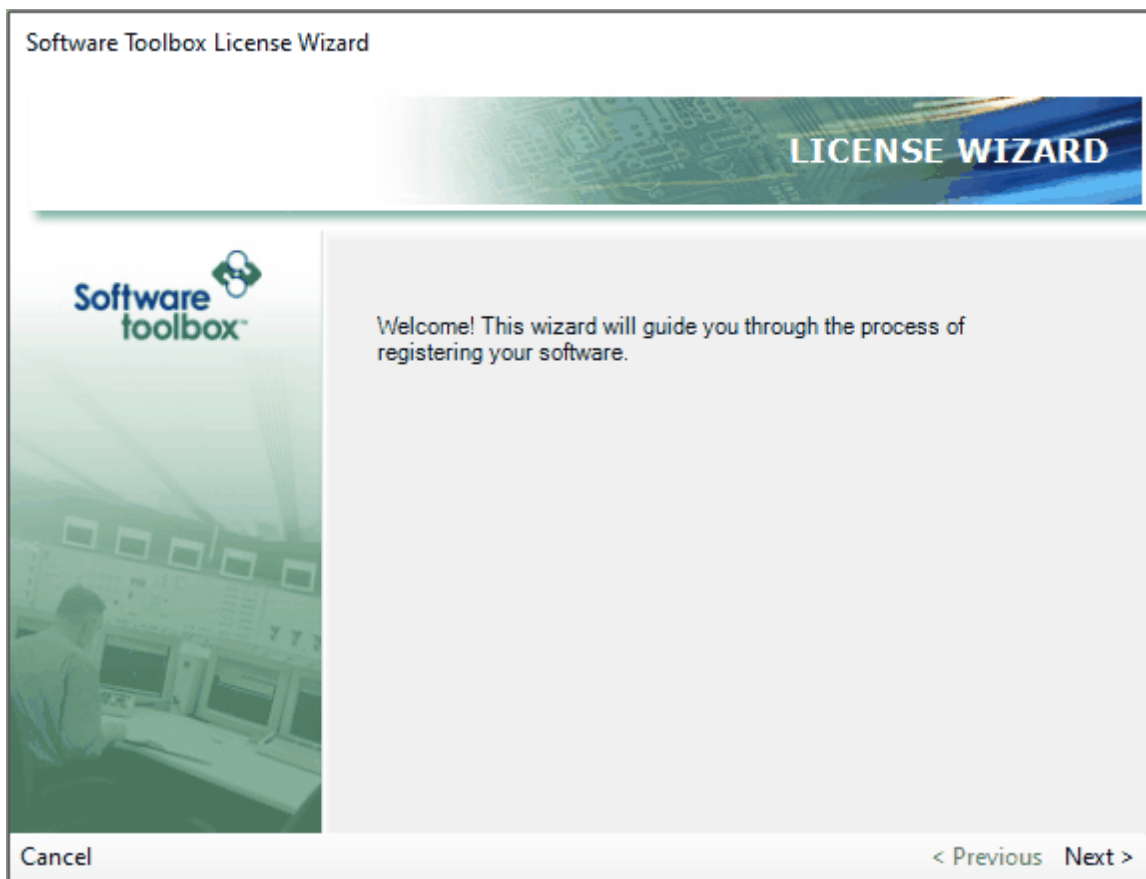 Software Toolbox License Wizard
LICENSE WIZARD
Software
toolbox™
Welcome! This wizard will guide you through the process of
registering your software.
Cancel
< Previous Next >